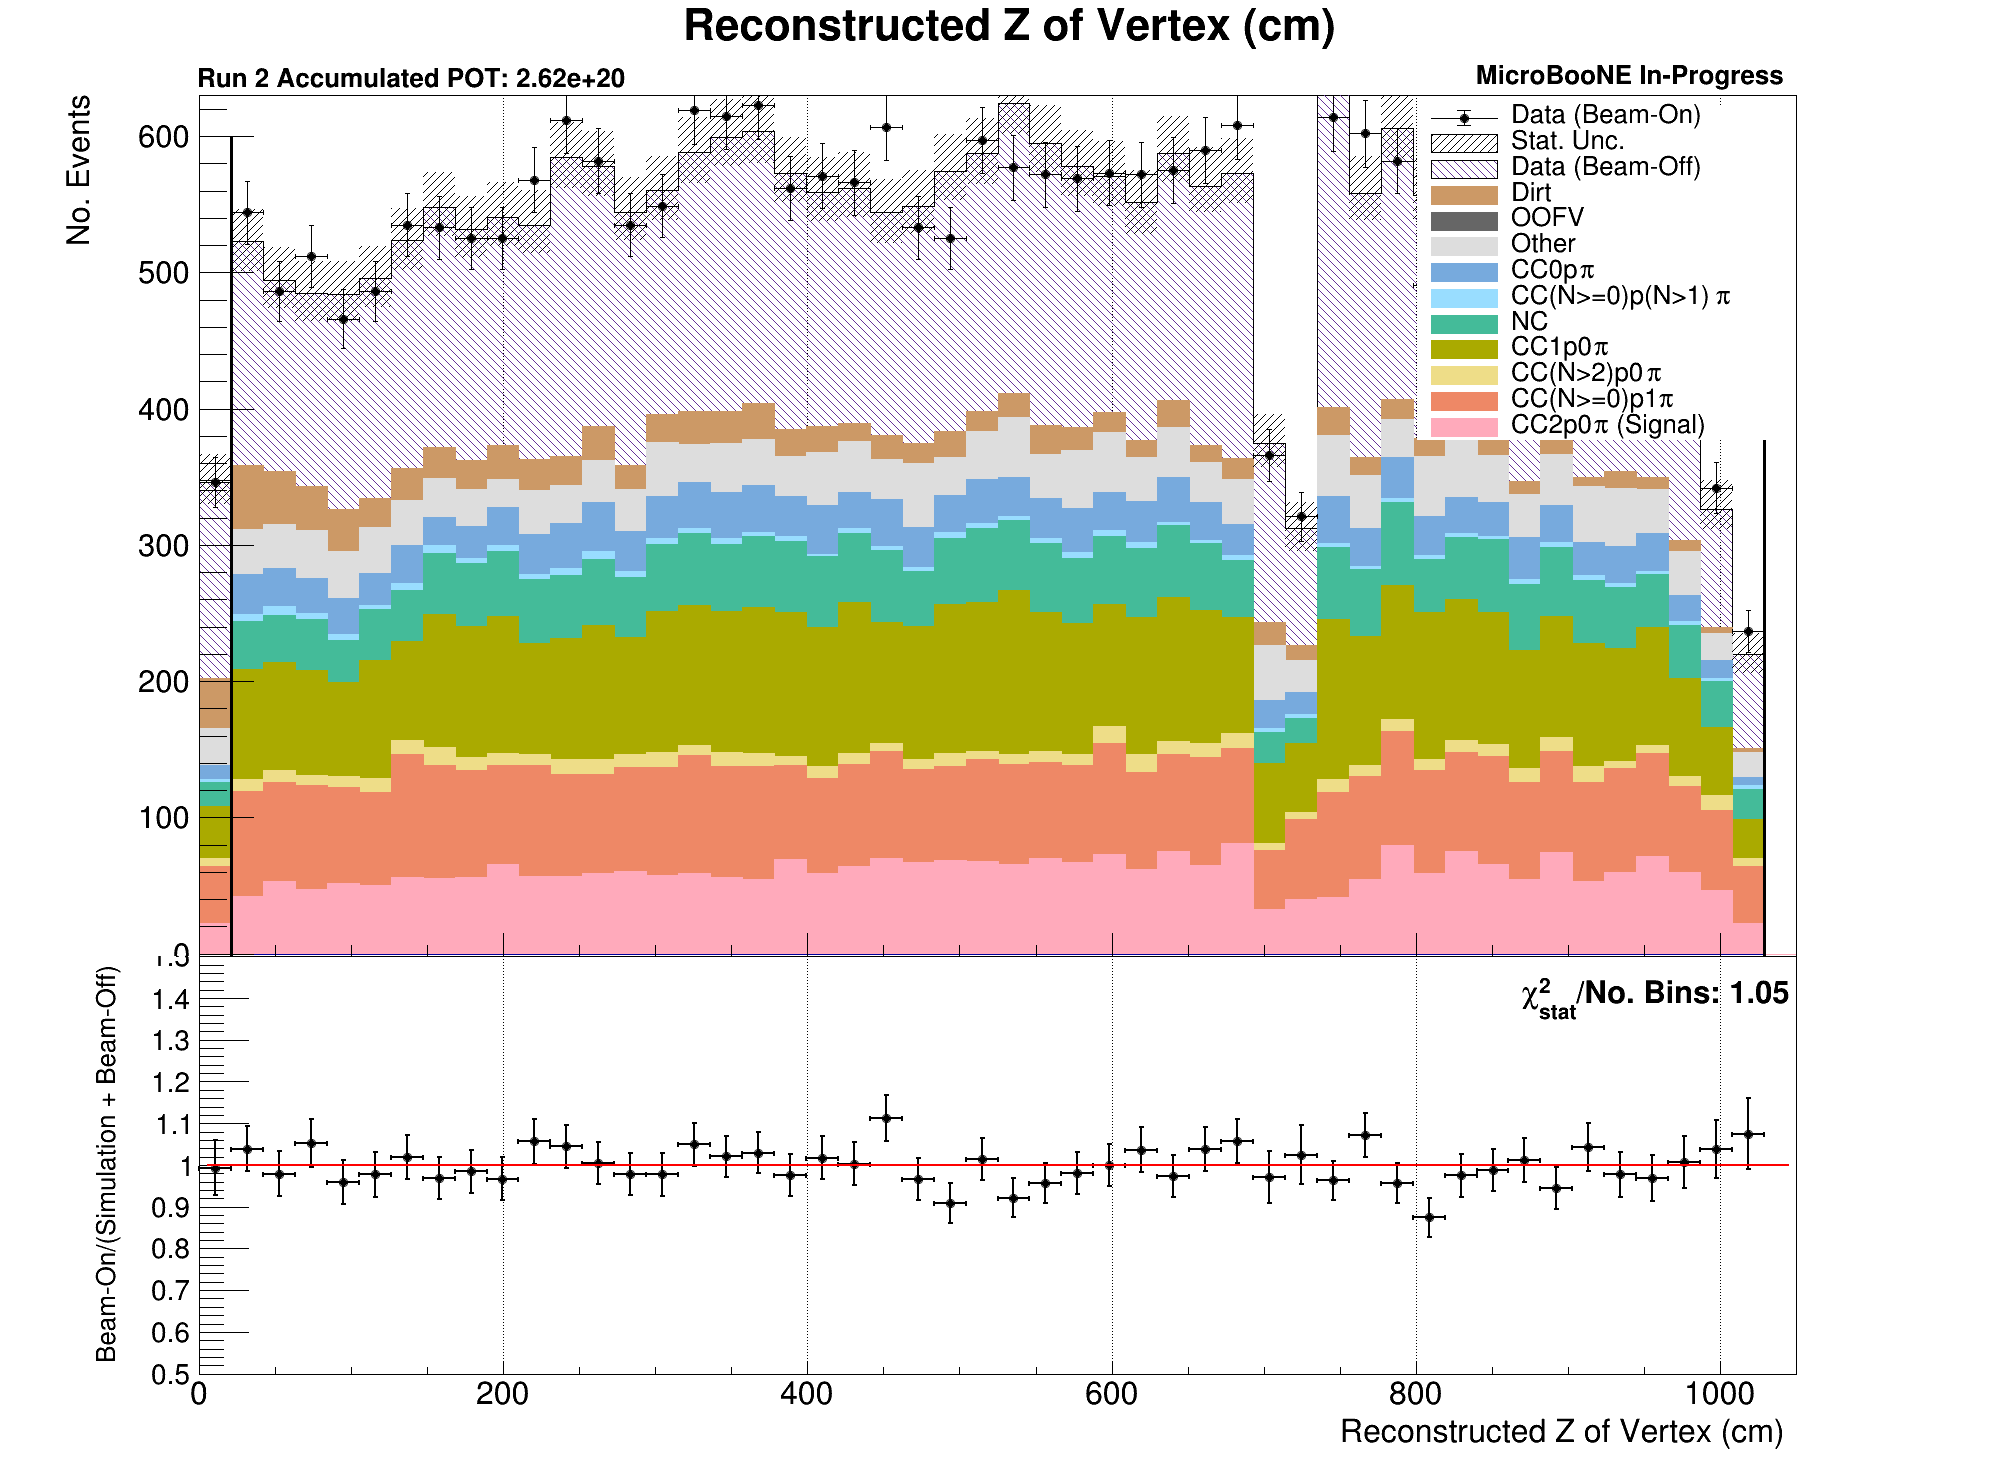 Reconstructed Z of Vertex (cm)
Run 2 Accumulated POT: 2.62e+20
MicroBooNE In-Progress
No. Events
600
500
400
300
200
100
0
Data (Beam-On)
Stat. Unc.
Data (Beam-Off)
Dirt
OOFV
Other
CC0pπ
CC(N>=0)p(N>1) π
NC
CC1p0π
CC(N>2)p0π
CC(N>=0)p1π
CC2p0π (Signal)
Beam-On/(Simulation + Beam-Off)
1.5
1.4
1.3
1.2
1.1
1
0.9
0.8
0.7
0.6
0.5
χ²stat/No. Bins: 1.05
0 200 400 600 800 1000
Reconstructed Z of Vertex (cm)